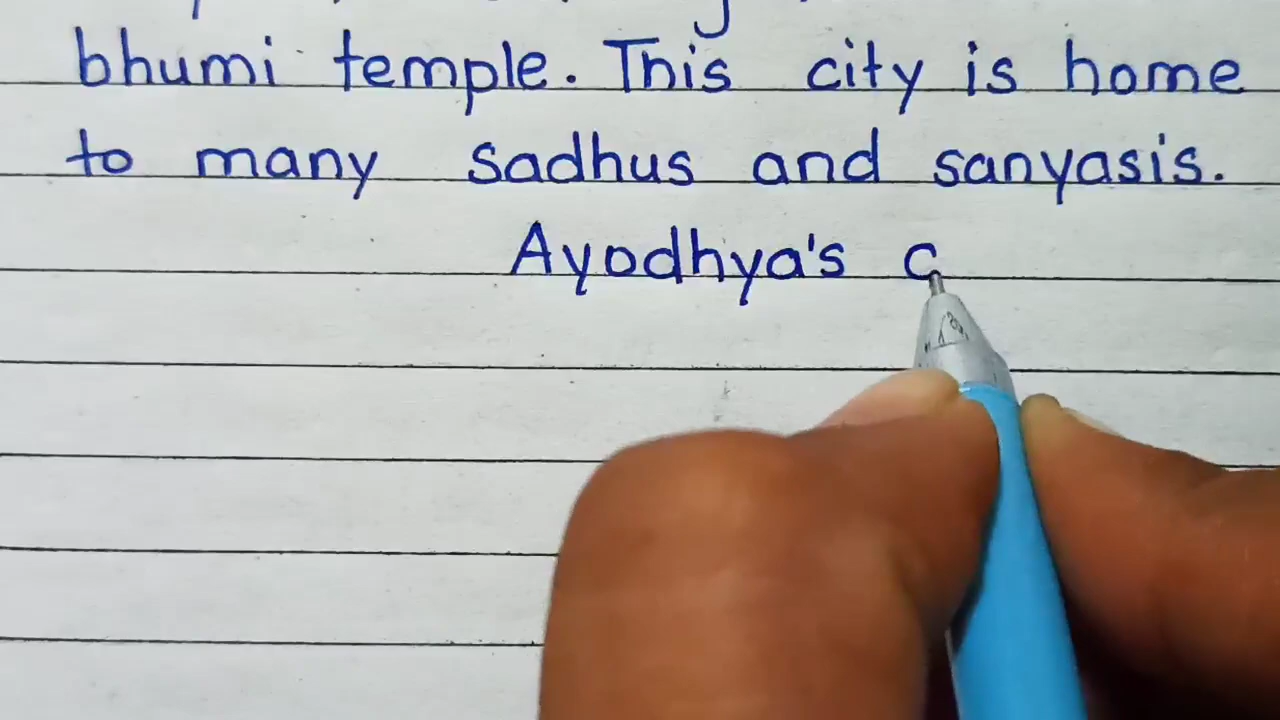 bhumi temple. This city is home
to many sadhus and sanyasis.
Ayodhya's c